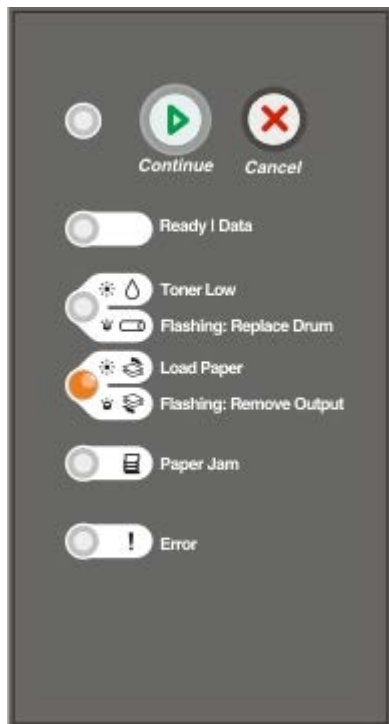 Continue
Cancel
Ready | Data
Toner Low
Flashing: Replace Drum
Load Paper
Flashing: Remove Output
Paper Jam
! Error